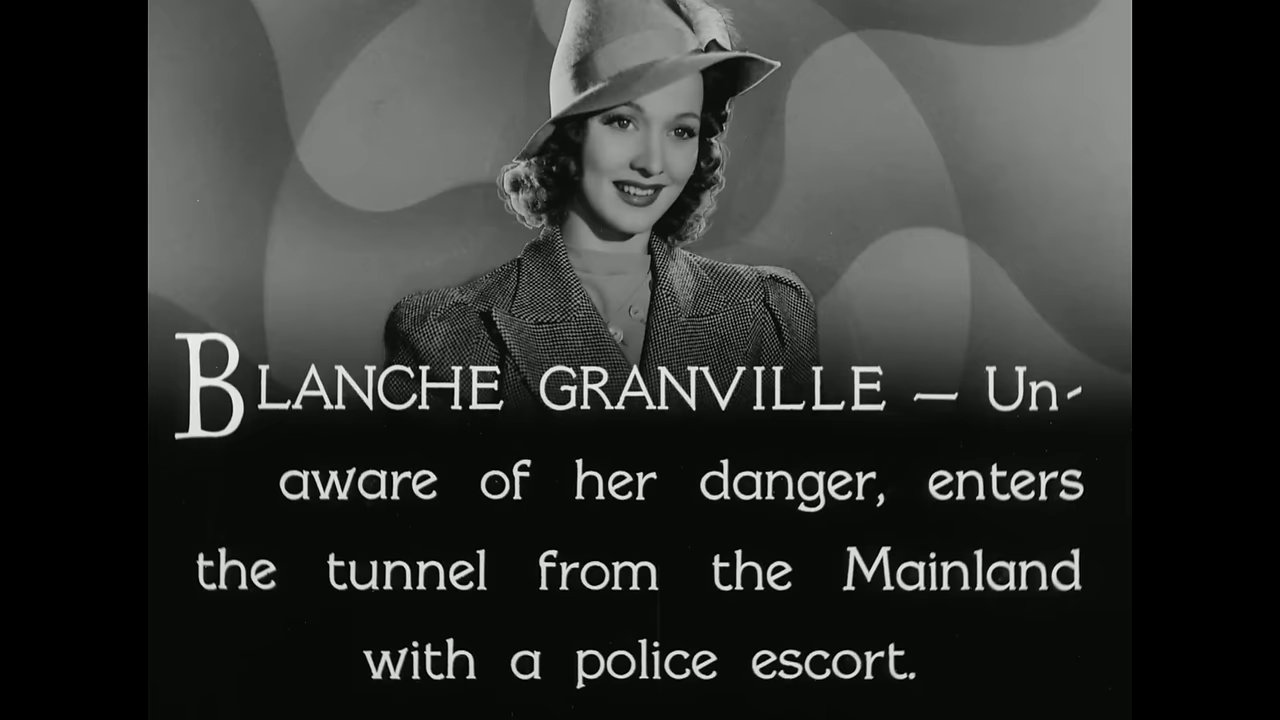 BLANCHE GRANVILLE — Un-
aware of her danger, enters
the tunnel from the Mainland
with a police escort.